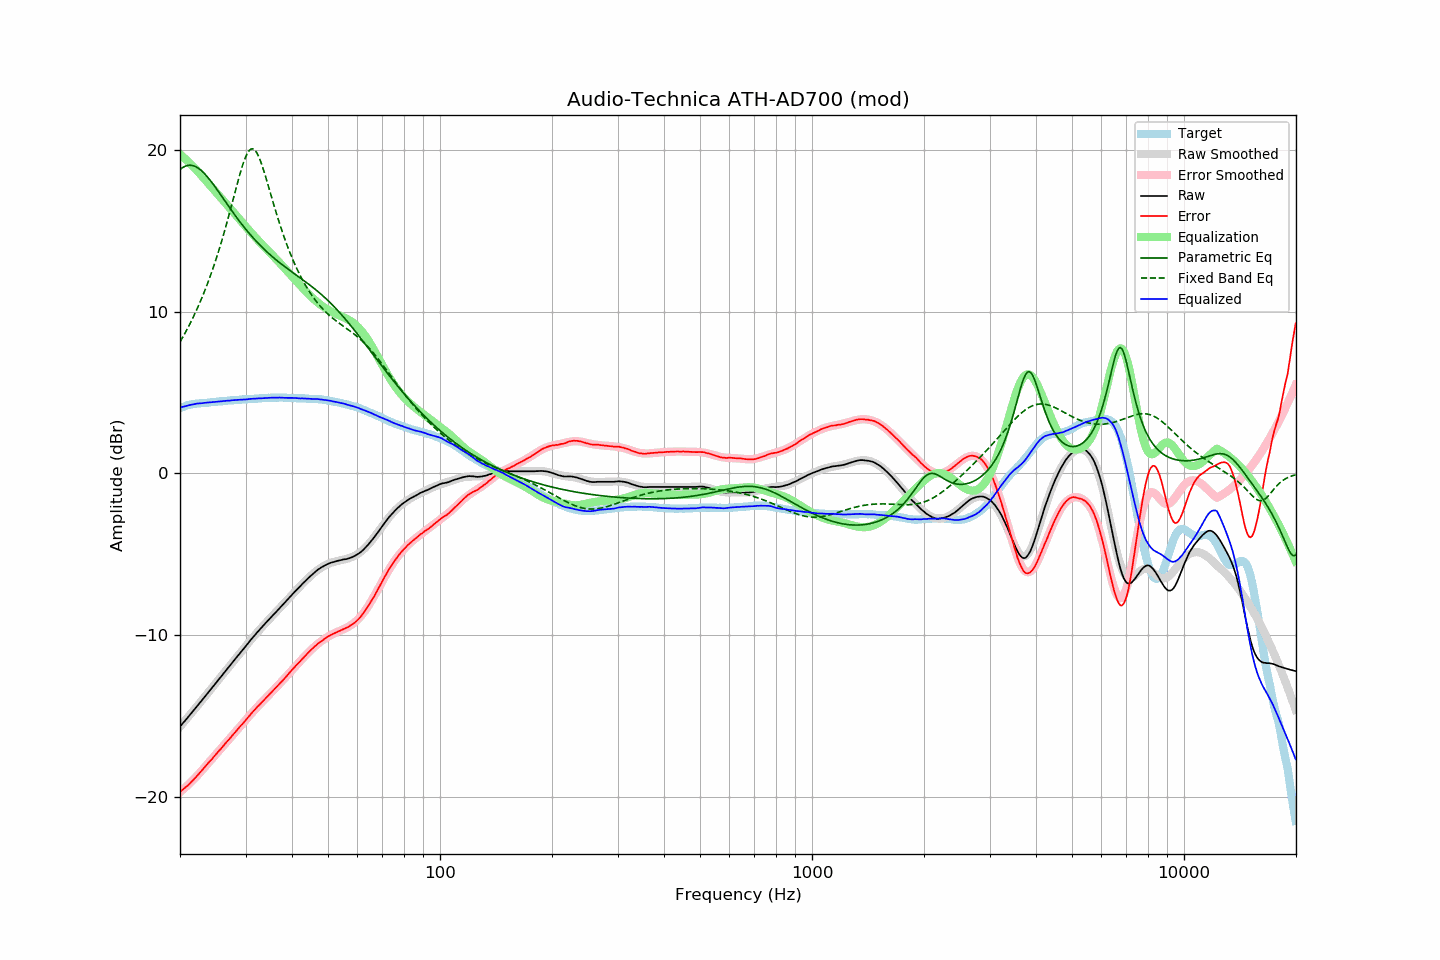 Audio-Technica ATH-AD700 (mod)
Target
Raw Smoothed
Error Smoothed
Raw
Error
Equalization
Parametric Eq
Fixed Band Eq
Equalized
Amplitude (dBr)
20
10
0
−10
−20
100
1000
10000
Frequency (Hz)